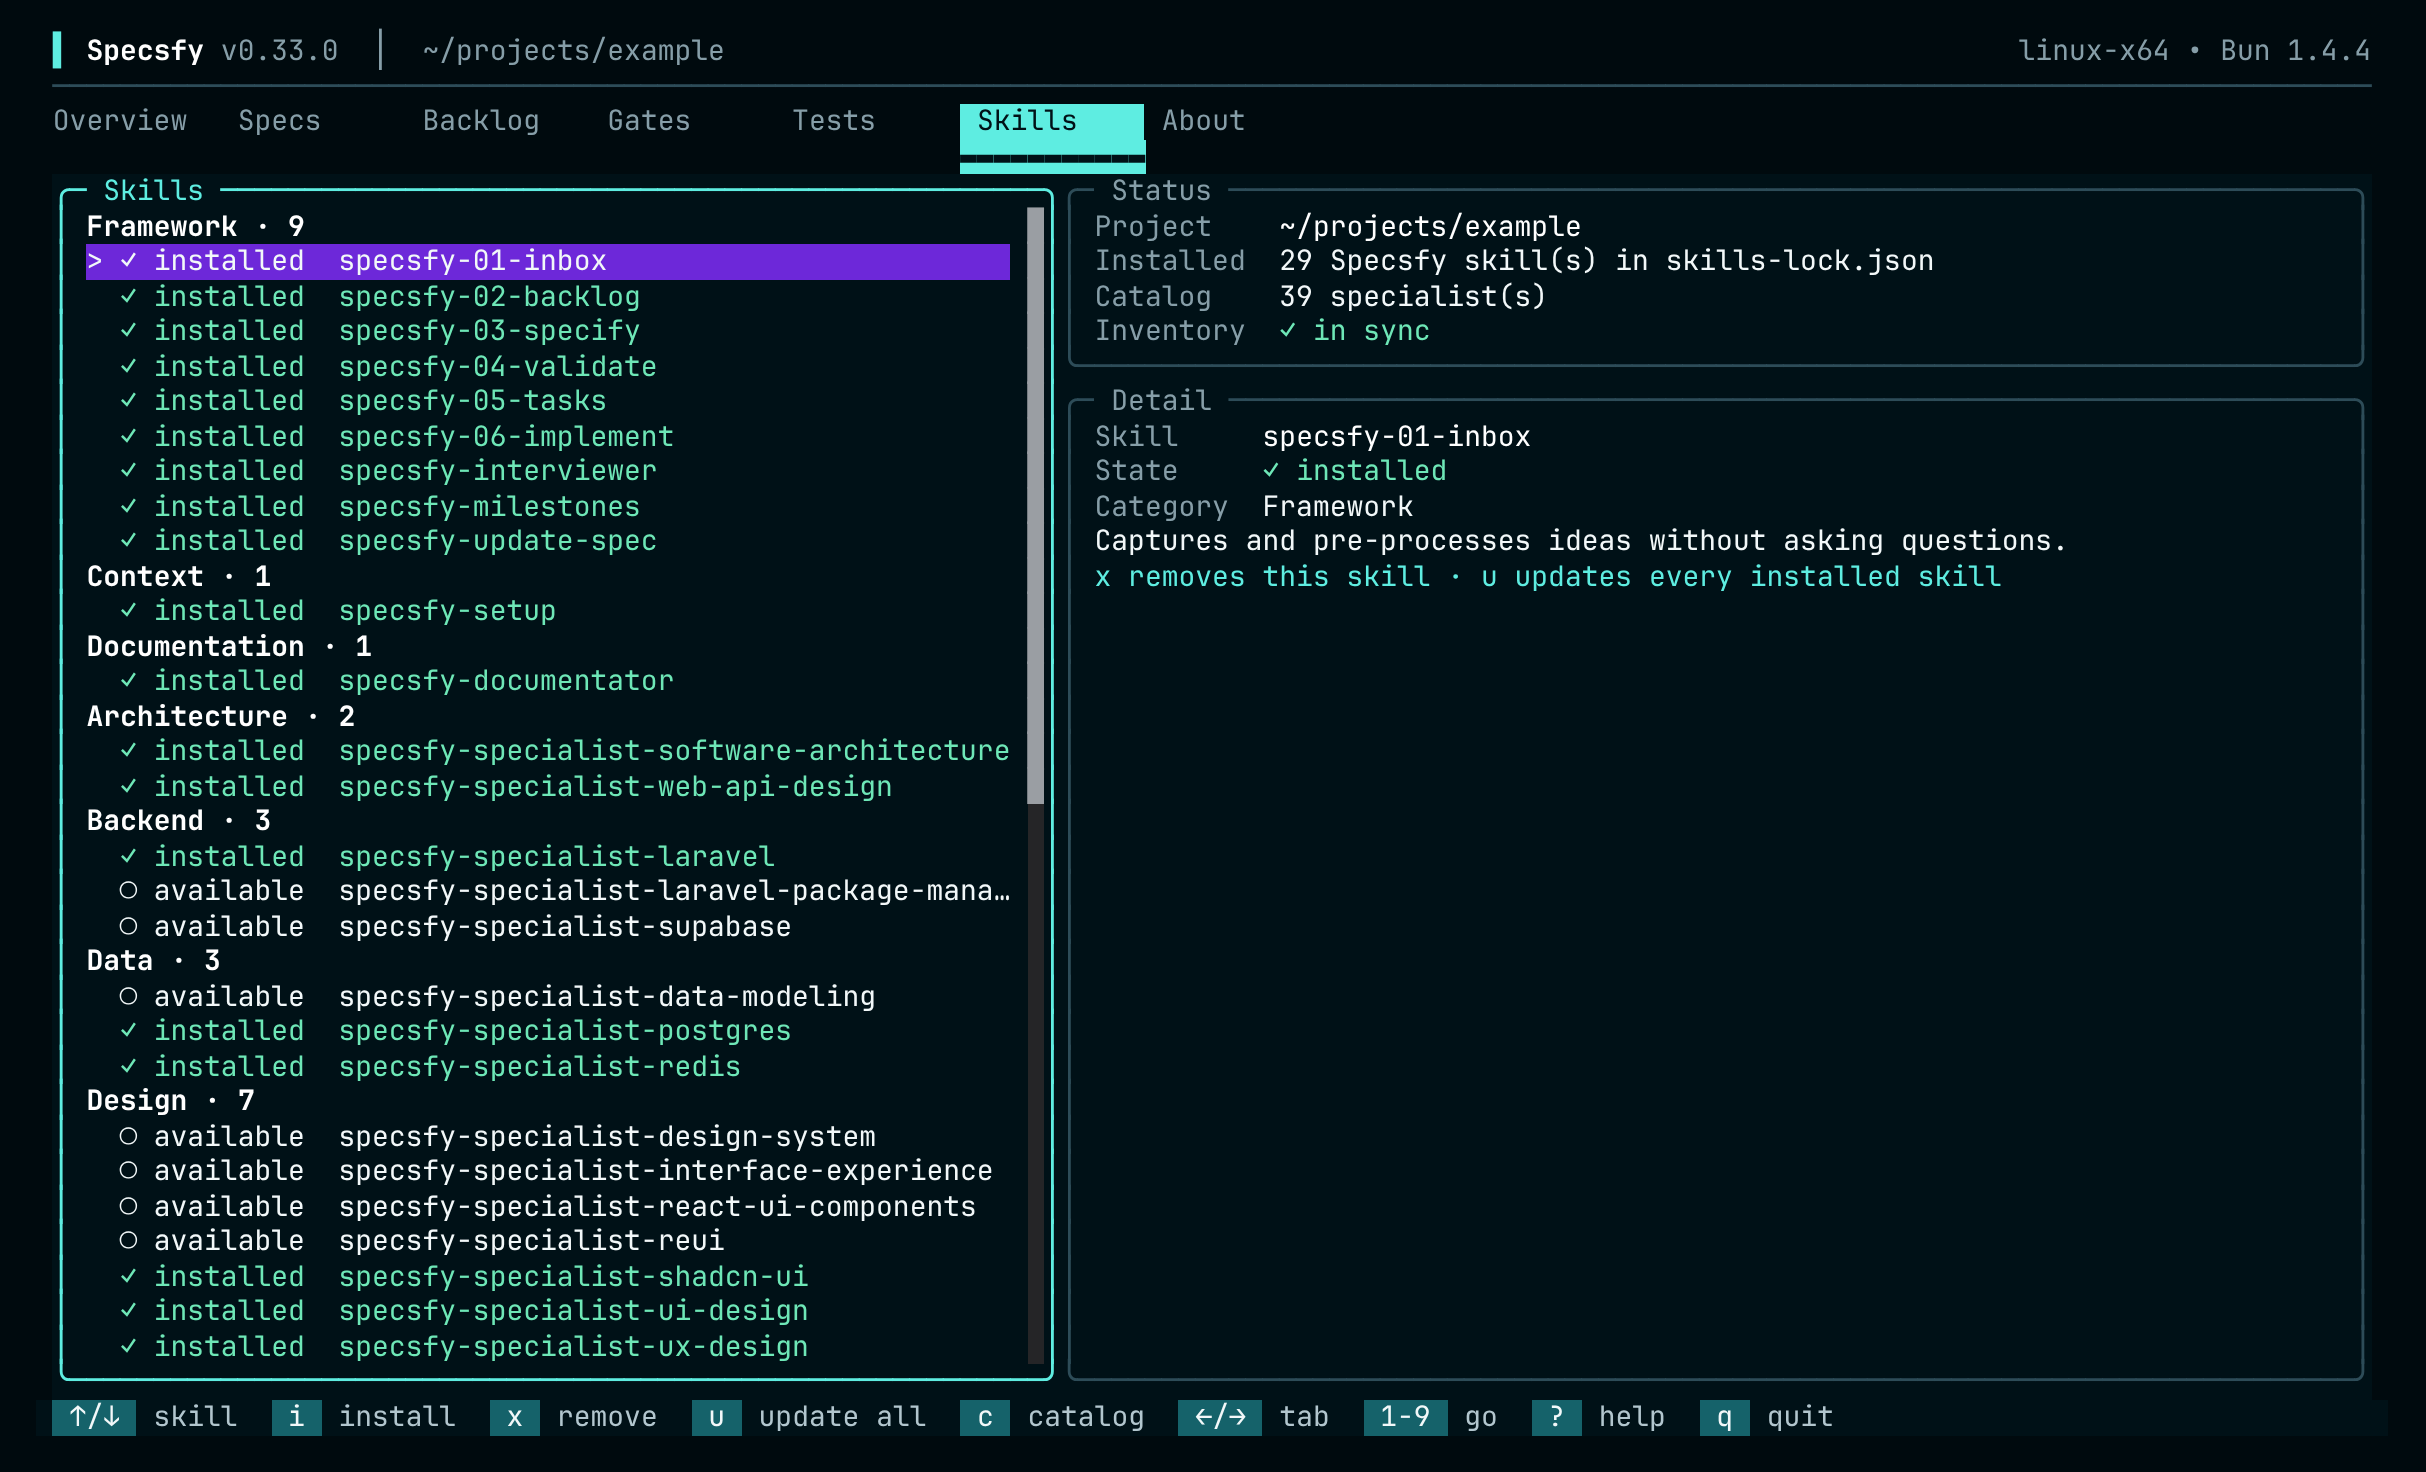 Specsfy v0.33.0 │ ~/projects/example linux-x64 • Bun 1.4.4
Overview Specs Backlog Gates Tests Skills About
Skills
Framework · 9
> ✓ installed specsfy-01-inbox
✓ installed specsfy-02-backlog
✓ installed specsfy-03-specify
✓ installed specsfy-04-validate
✓ installed specsfy-05-tasks
✓ installed specsfy-06-implement
✓ installed specsfy-interviewer
✓ installed specsfy-milestones
✓ installed specsfy-update-spec
Context · 1
✓ installed specsfy-setup
Documentation · 1
✓ installed specsfy-documentator
Architecture · 2
✓ installed specsfy-specialist-software-architecture
✓ installed specsfy-specialist-web-api-design
Backend · 3
✓ installed specsfy-specialist-laravel
○ available specsfy-specialist-laravel-package-mana…
○ available specsfy-specialist-supabase
Data · 3
○ available specsfy-specialist-data-modeling
✓ installed specsfy-specialist-postgres
✓ installed specsfy-specialist-redis
Design · 7
○ available specsfy-specialist-design-system
○ available specsfy-specialist-interface-experience
○ available specsfy-specialist-react-ui-components
○ available specsfy-specialist-reui
✓ installed specsfy-specialist-shadcn-ui
✓ installed specsfy-specialist-ui-design
✓ installed specsfy-specialist-ux-design
Status
Project ~/projects/example
Installed 29 Specsfy skill(s) in skills-lock.json
Catalog 39 specialist(s)
Inventory ✓ in sync
Detail
Skill specsfy-01-inbox
State ✓ installed
Category Framework
Captures and pre-processes ideas without asking questions.
x removes this skill · u updates every installed skill
↑/↓ skill i install x remove u update all c catalog ←/→ tab 1-9 go ? help q quit